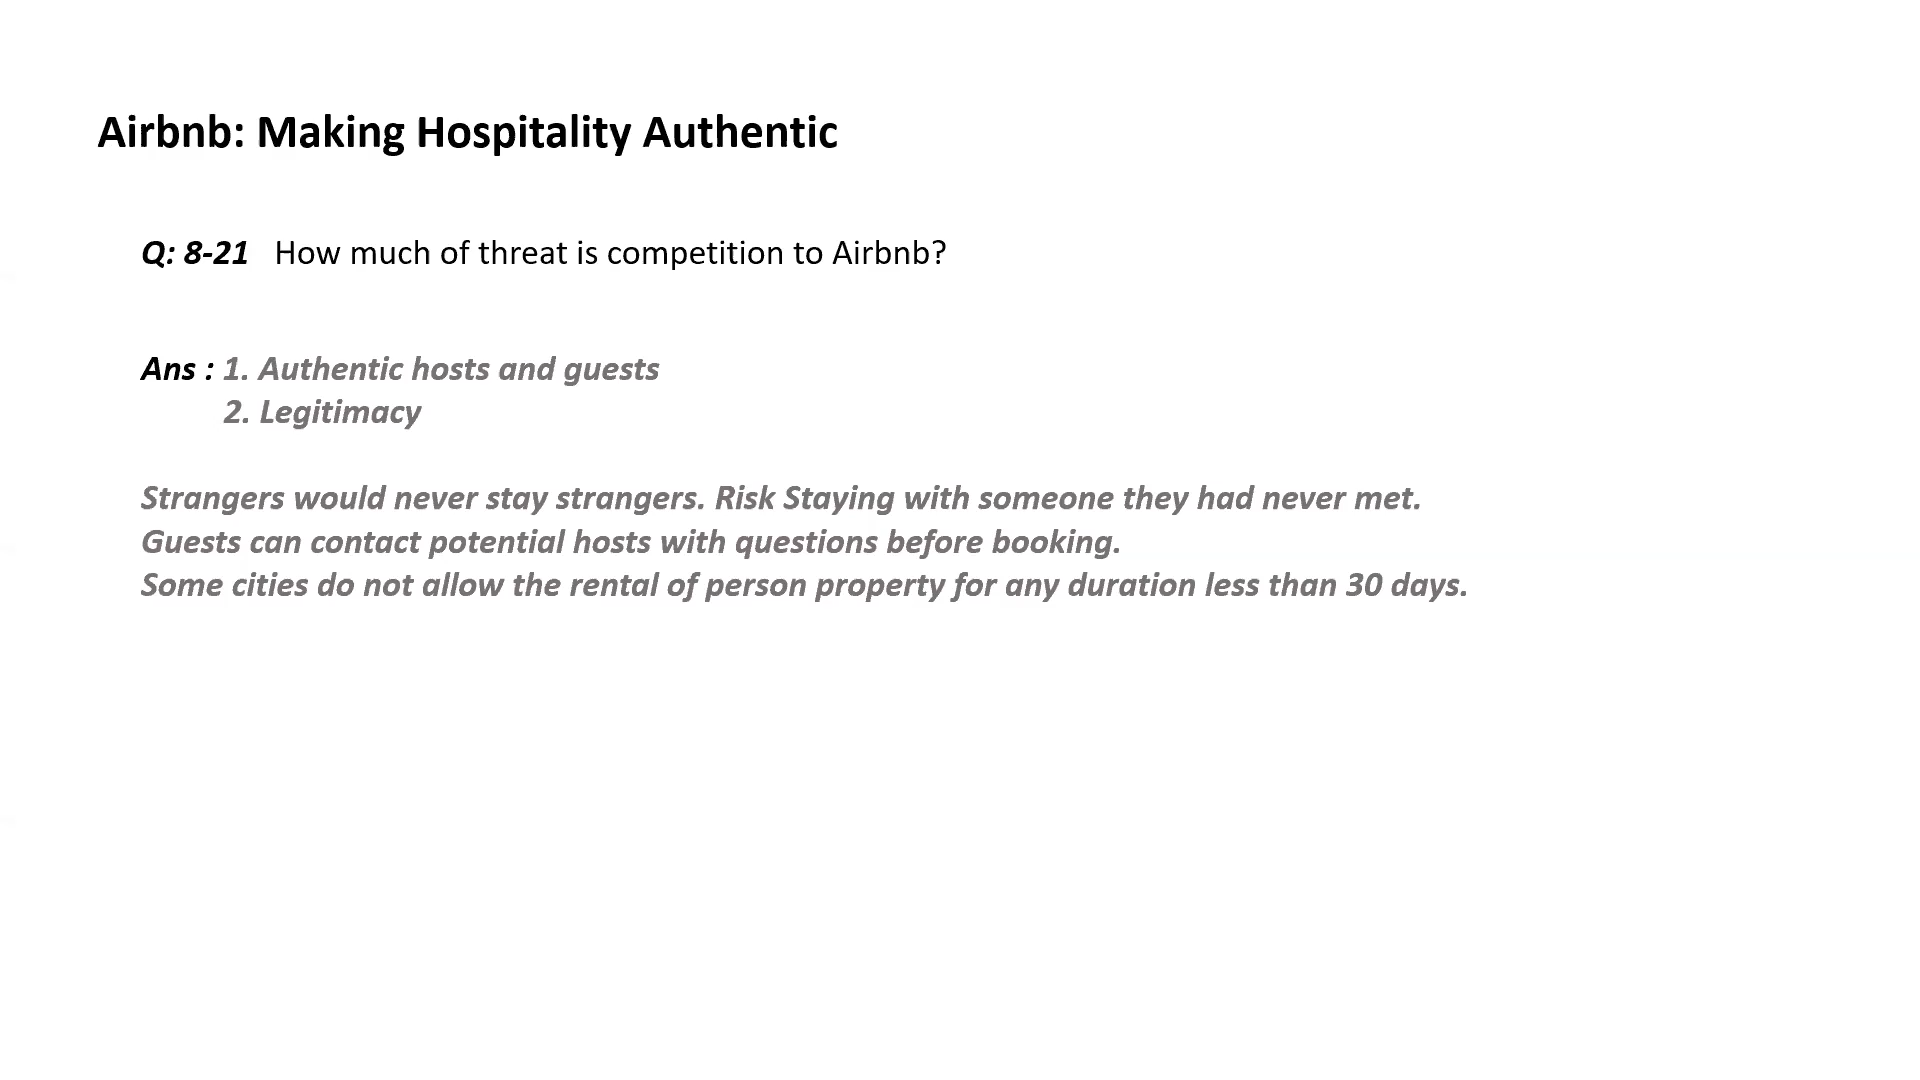 Airbnb: Making Hospitality Authentic
Q: 8-21 How much of threat is competition to Airbnb?
Ans : 1. Authentic hosts and guests
2. Legitimacy
Strangers would never stay strangers. Risk Staying with someone they had never met.
Guests can contact potential hosts with questions before booking.
Some cities do not allow the rental of person property for any duration less than 30 days.